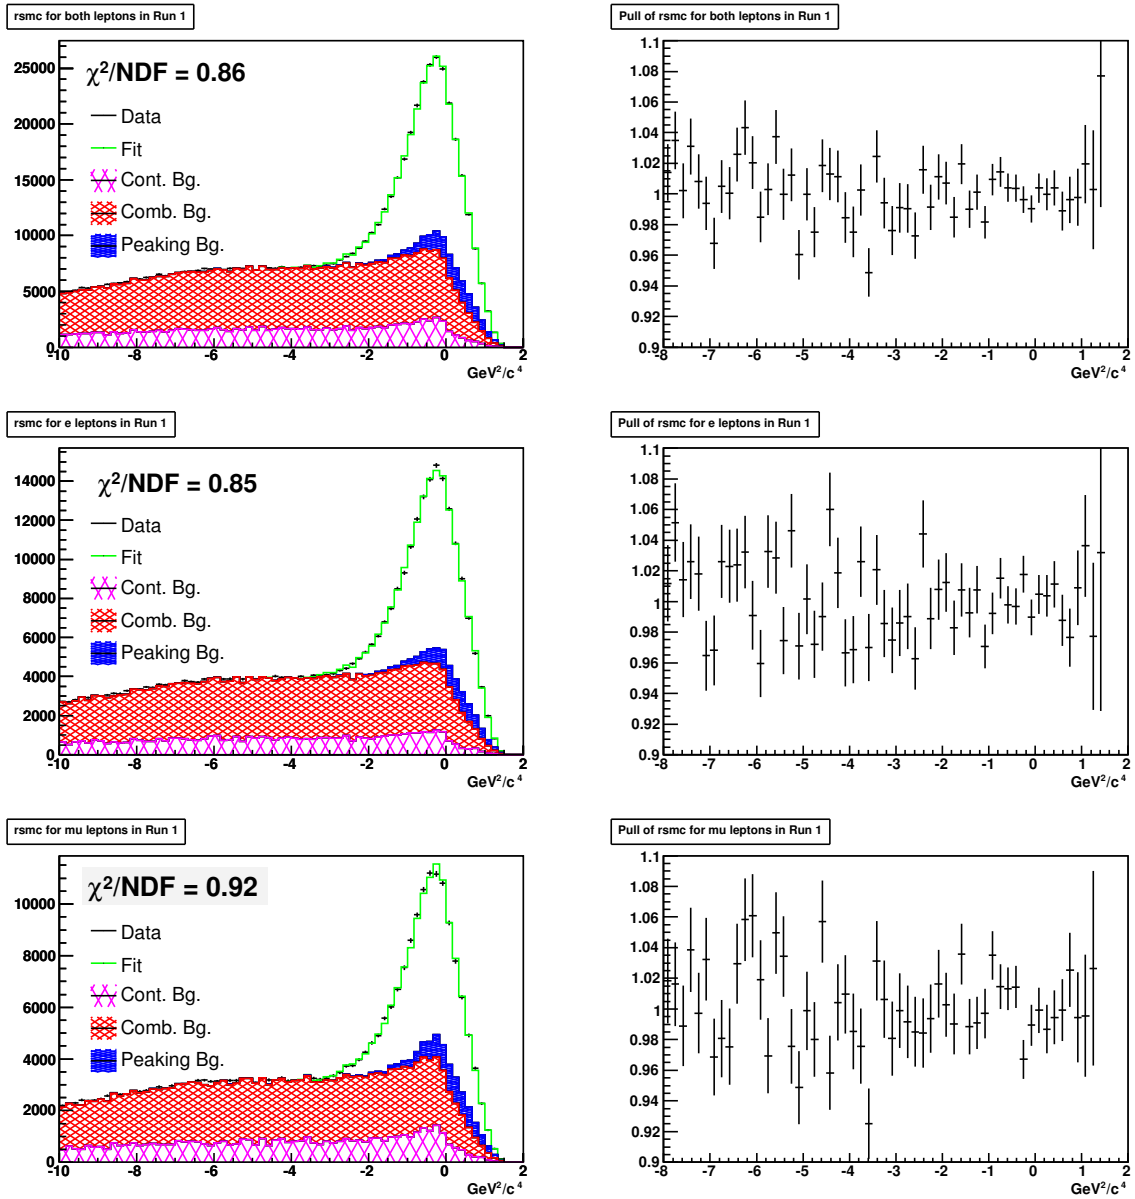 rsmc for both leptons in Run 1
χ²/NDF = 0.86
Data
Fit
Cont. Bg.
Comb. Bg.
Peaking Bg.
25000
20000
15000
10000
5000
0
-10 -8 -6 -4 -2 0 2
GeV²/c⁴
Pull of rsmc for both leptons in Run 1
1.1
1.08
1.06
1.04
1.02
1
0.98
0.96
0.94
0.92
0.9
-8 -7 -6 -5 -4 -3 -2 -1 0 1 2
GeV²/c⁴
rsmc for e leptons in Run 1
χ²/NDF = 0.85
Data
Fit
Cont. Bg.
Comb. Bg.
Peaking Bg.
14000
12000
10000
8000
6000
4000
2000
0
-10 -8 -6 -4 -2 0 2
GeV²/c⁴
Pull of rsmc for e leptons in Run 1
1.1
1.08
1.06
1.04
1.02
1
0.98
0.96
0.94
0.92
0.9
-8 -7 -6 -5 -4 -3 -2 -1 0 1 2
GeV²/c⁴
rsmc for mu leptons in Run 1
χ²/NDF = 0.92
Data
Fit
Cont. Bg.
Comb. Bg.
Peaking Bg.
10000
8000
6000
4000
2000
0
-10 -8 -6 -4 -2 0 2
GeV²/c⁴
Pull of rsmc for mu leptons in Run 1
1.1
1.08
1.06
1.04
1.02
1
0.98
0.96
0.94
0.92
0.9
-8 -7 -6 -5 -4 -3 -2 -1 0 1 2
GeV²/c⁴